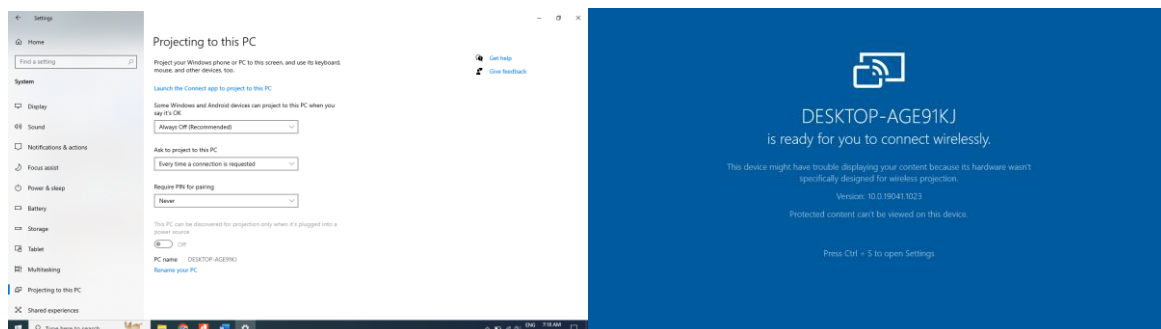 Settings
Home
Find a setting
System
Display
Sound
Notifications & actions
Focus assist
Power & sleep
Battery
Storage
Tablet
Multitasking
Projecting to this PC
Shared experiences
Projecting to this PC
Project your Windows phone or PC to this screen, and use its keyboard,
mouse, and other devices, too.
Launch the Connect app to project to this PC
Some Windows and Android devices can project to this PC when you
say it's OK
Always Off (Recommended)
Ask to project to this PC
Every time a connection is requested
Require PIN for pairing
Never
This PC can be discovered for projection only when it's plugged into a
power source
Off
PC name DESKTOP-AGE91KJ
Rename your PC
Get help
Give feedback
Type here to search
ENG 7:18 AM
DESKTOP-AGE91KJ
is ready for you to connect wirelessly.
This device might have trouble displaying your content because its hardware wasn't
specifically designed for wireless projection.
Version: 10.0.19041.1023
Protected content can't be viewed on this device.
Press Ctrl + S to open Settings